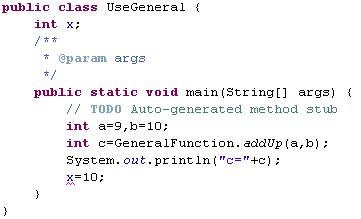 public class UseGeneral {
    int x;
    /**
     * @param args
     */
    public static void main(String[] args) {
        // TODO Auto-generated method stub
        int a=9,b=10;
        int c=GeneralFunction.addUp(a,b);
        System.out.println("c="+c);
        x=10;
    }
}